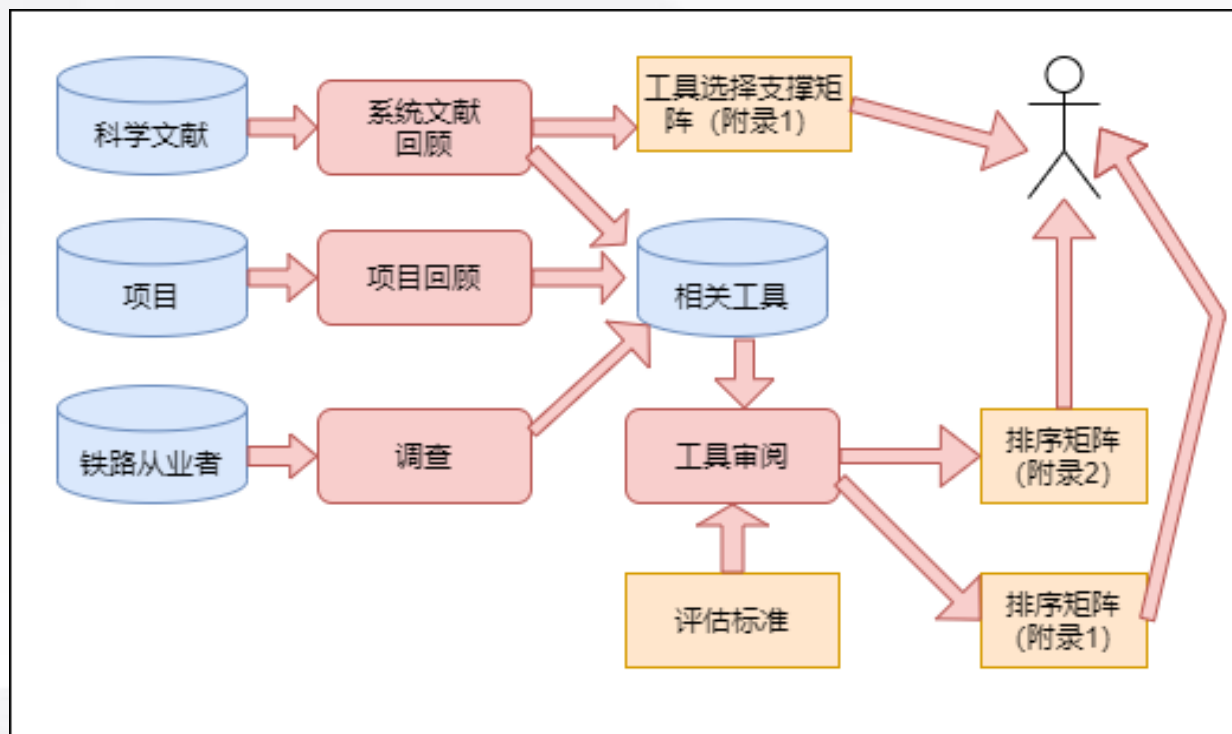 科学文献
系统文献
回顾
工具选择支撑矩
阵（附录1）
项目
项目回顾
相关工具
铁路从业者
调查
工具审阅
排序矩阵
（附录2）
评估标准
排序矩阵
（附录1）